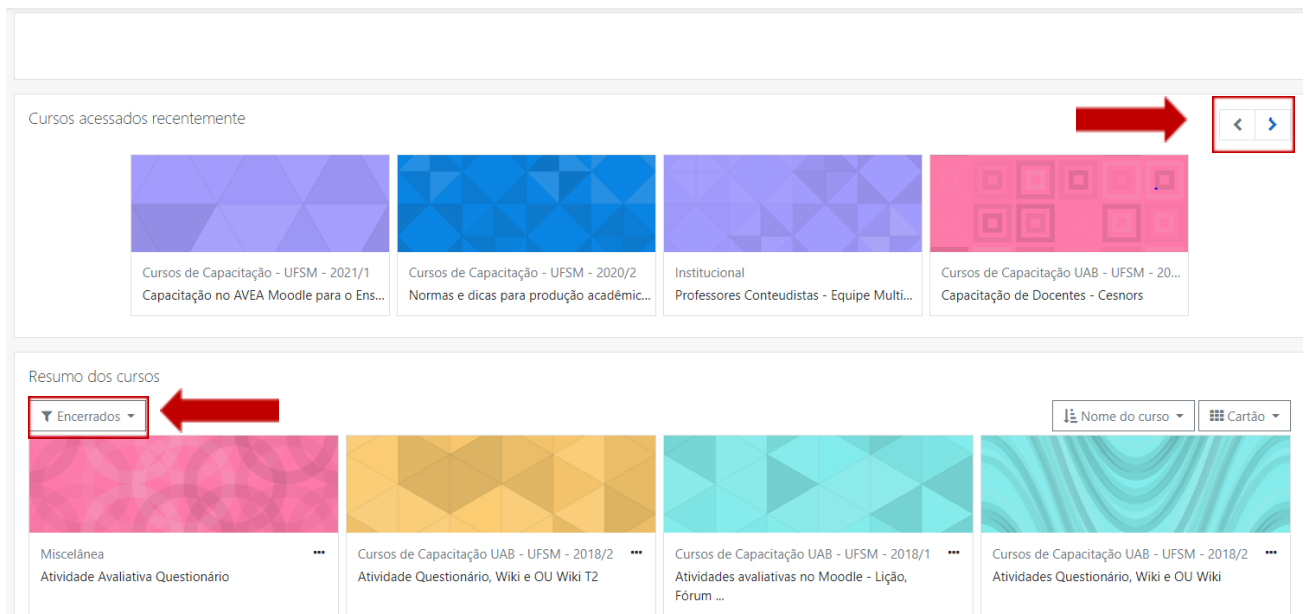 Cursos acessados recentemente
Cursos de Capacitação - UFSM - 2021/1
Capacitação no AVEA Moodle para o Ens...
Cursos de Capacitação - UFSM - 2020/2
Normas e dicas para produção acadêmic...
Institucional
Professores Conteudistas - Equipe Multi...
Cursos de Capacitação UAB - UFSM - 20...
Capacitação de Docentes - Cesnors
Resumo dos cursos
Encerrados
Nome do curso
Cartão
Miscelânea
Atividade Avaliativa Questionário
Cursos de Capacitação UAB - UFSM - 2018/2
Atividade Questionário, Wiki e OU Wiki T2
Cursos de Capacitação UAB - UFSM - 2018/1
Atividades avaliativas no Moodle - Lição,
Fórum ...
Cursos de Capacitação UAB - UFSM - 2018/2
Atividades Questionário, Wiki e OU Wiki